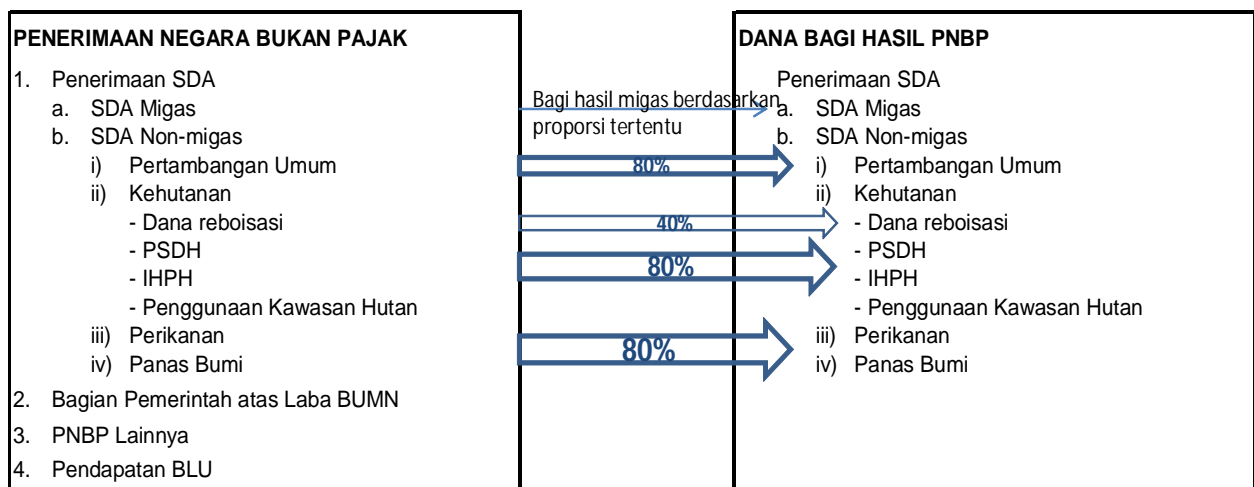 PENERIMAAN NEGARA BUKAN PAJAK
1. Penerimaan SDA
a. SDA Migas
b. SDA Non-migas
i) Pertambangan Umum
ii) Kehutanan
- Dana reboisasi
- PSDH
- IHPH
- Penggunaan Kawasan Hutan
iii) Perikanan
iv) Panas Bumi
2. Bagian Pemerintah atas Laba BUMN
3. PNBP Lainnya
4. Pendapatan BLU
Bagi hasil migas berdasarkan
proporsi tertentu
80%
40%
80%
80%
DANA BAGI HASIL PNBP
Penerimaan SDA
a. SDA Migas
b. SDA Non-migas
i) Pertambangan Umum
ii) Kehutanan
- Dana reboisasi
- PSDH
- IHPH
- Penggunaan Kawasan Hutan
iii) Perikanan
iv) Panas Bumi